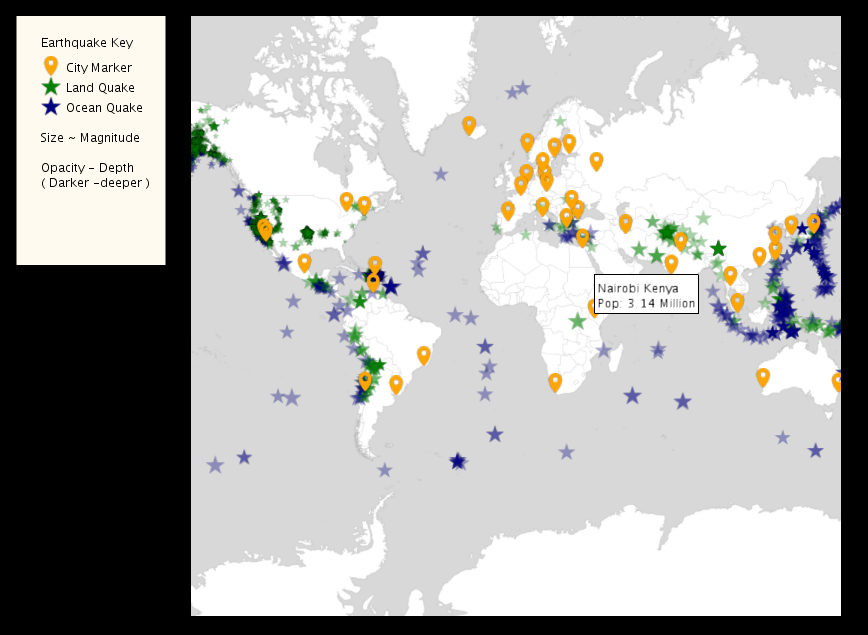 Earthquake Key
City Marker
Land Quake
Ocean Quake
Size ~ Magnitude
Opacity - Depth
( Darker -deeper )
Nairobi Kenya
Pop: 3.14 Million